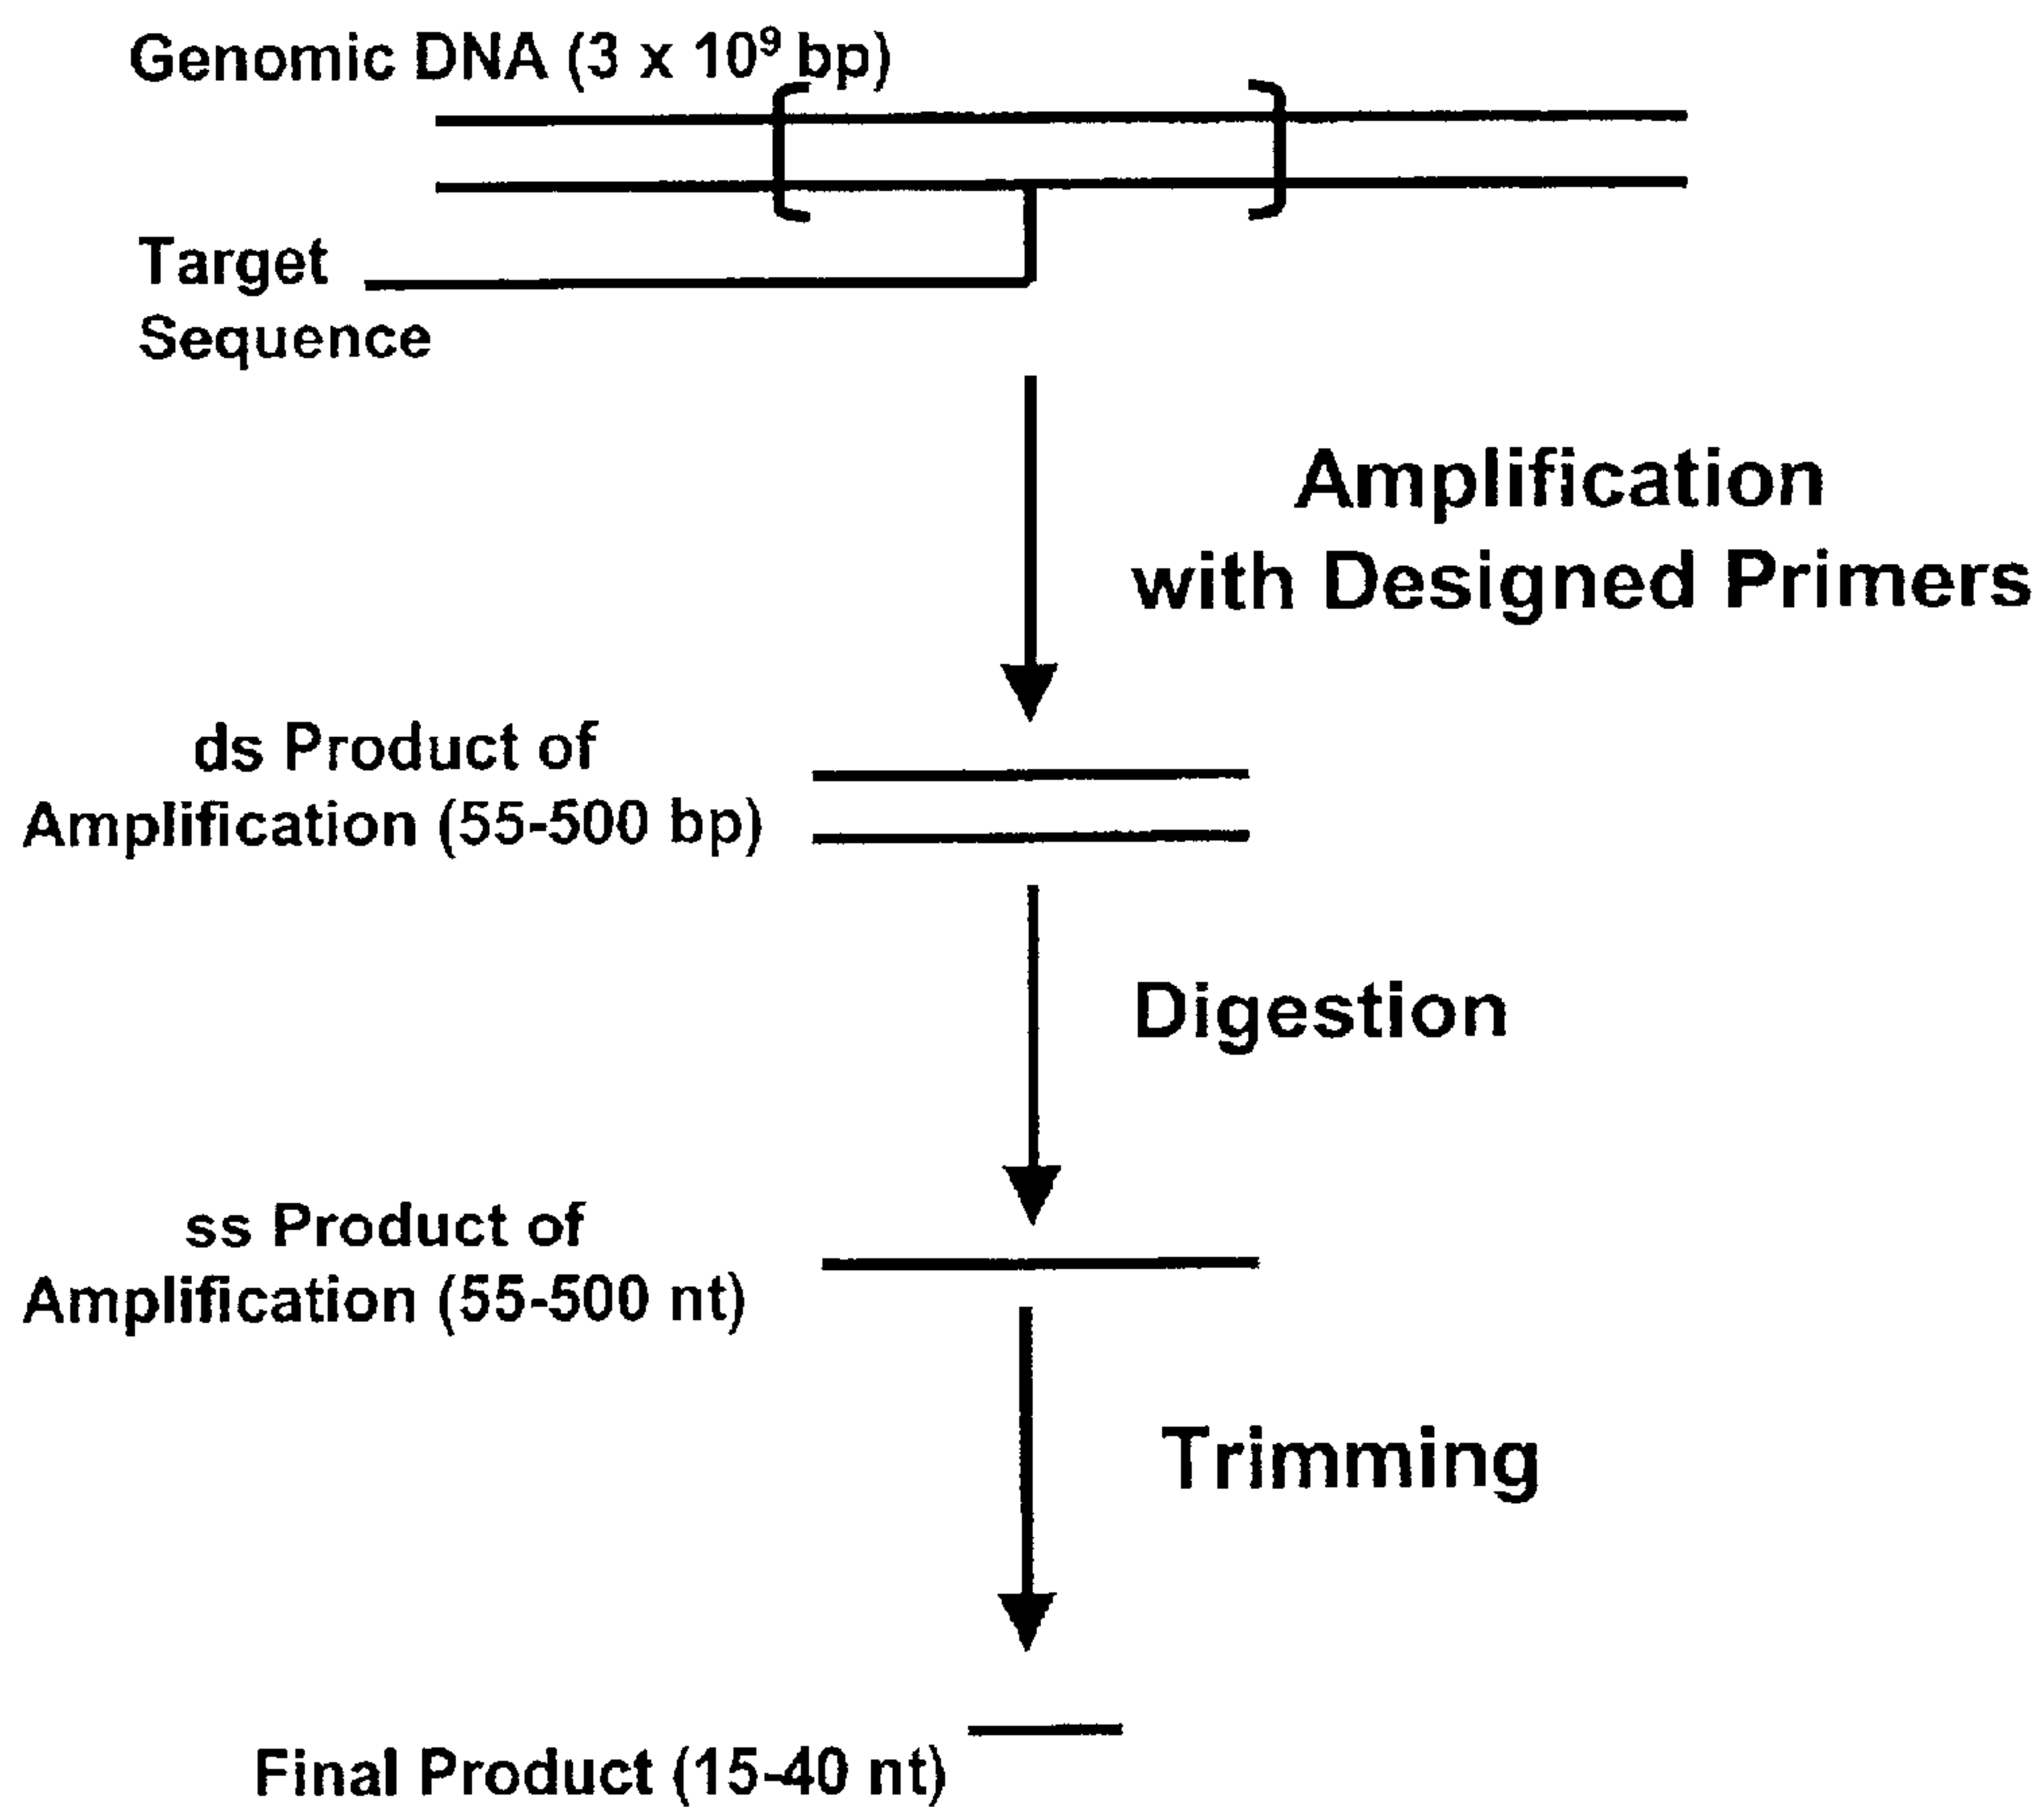 Genomic DNA (3 x 10⁹ bp)
Target
Sequence
Amplification
with Designed Primers
ds Product of
Amplification (55-500 bp)
Digestion
ss Product of
Amplification (55-500 nt)
Trimming
Final Product (15-40 nt)